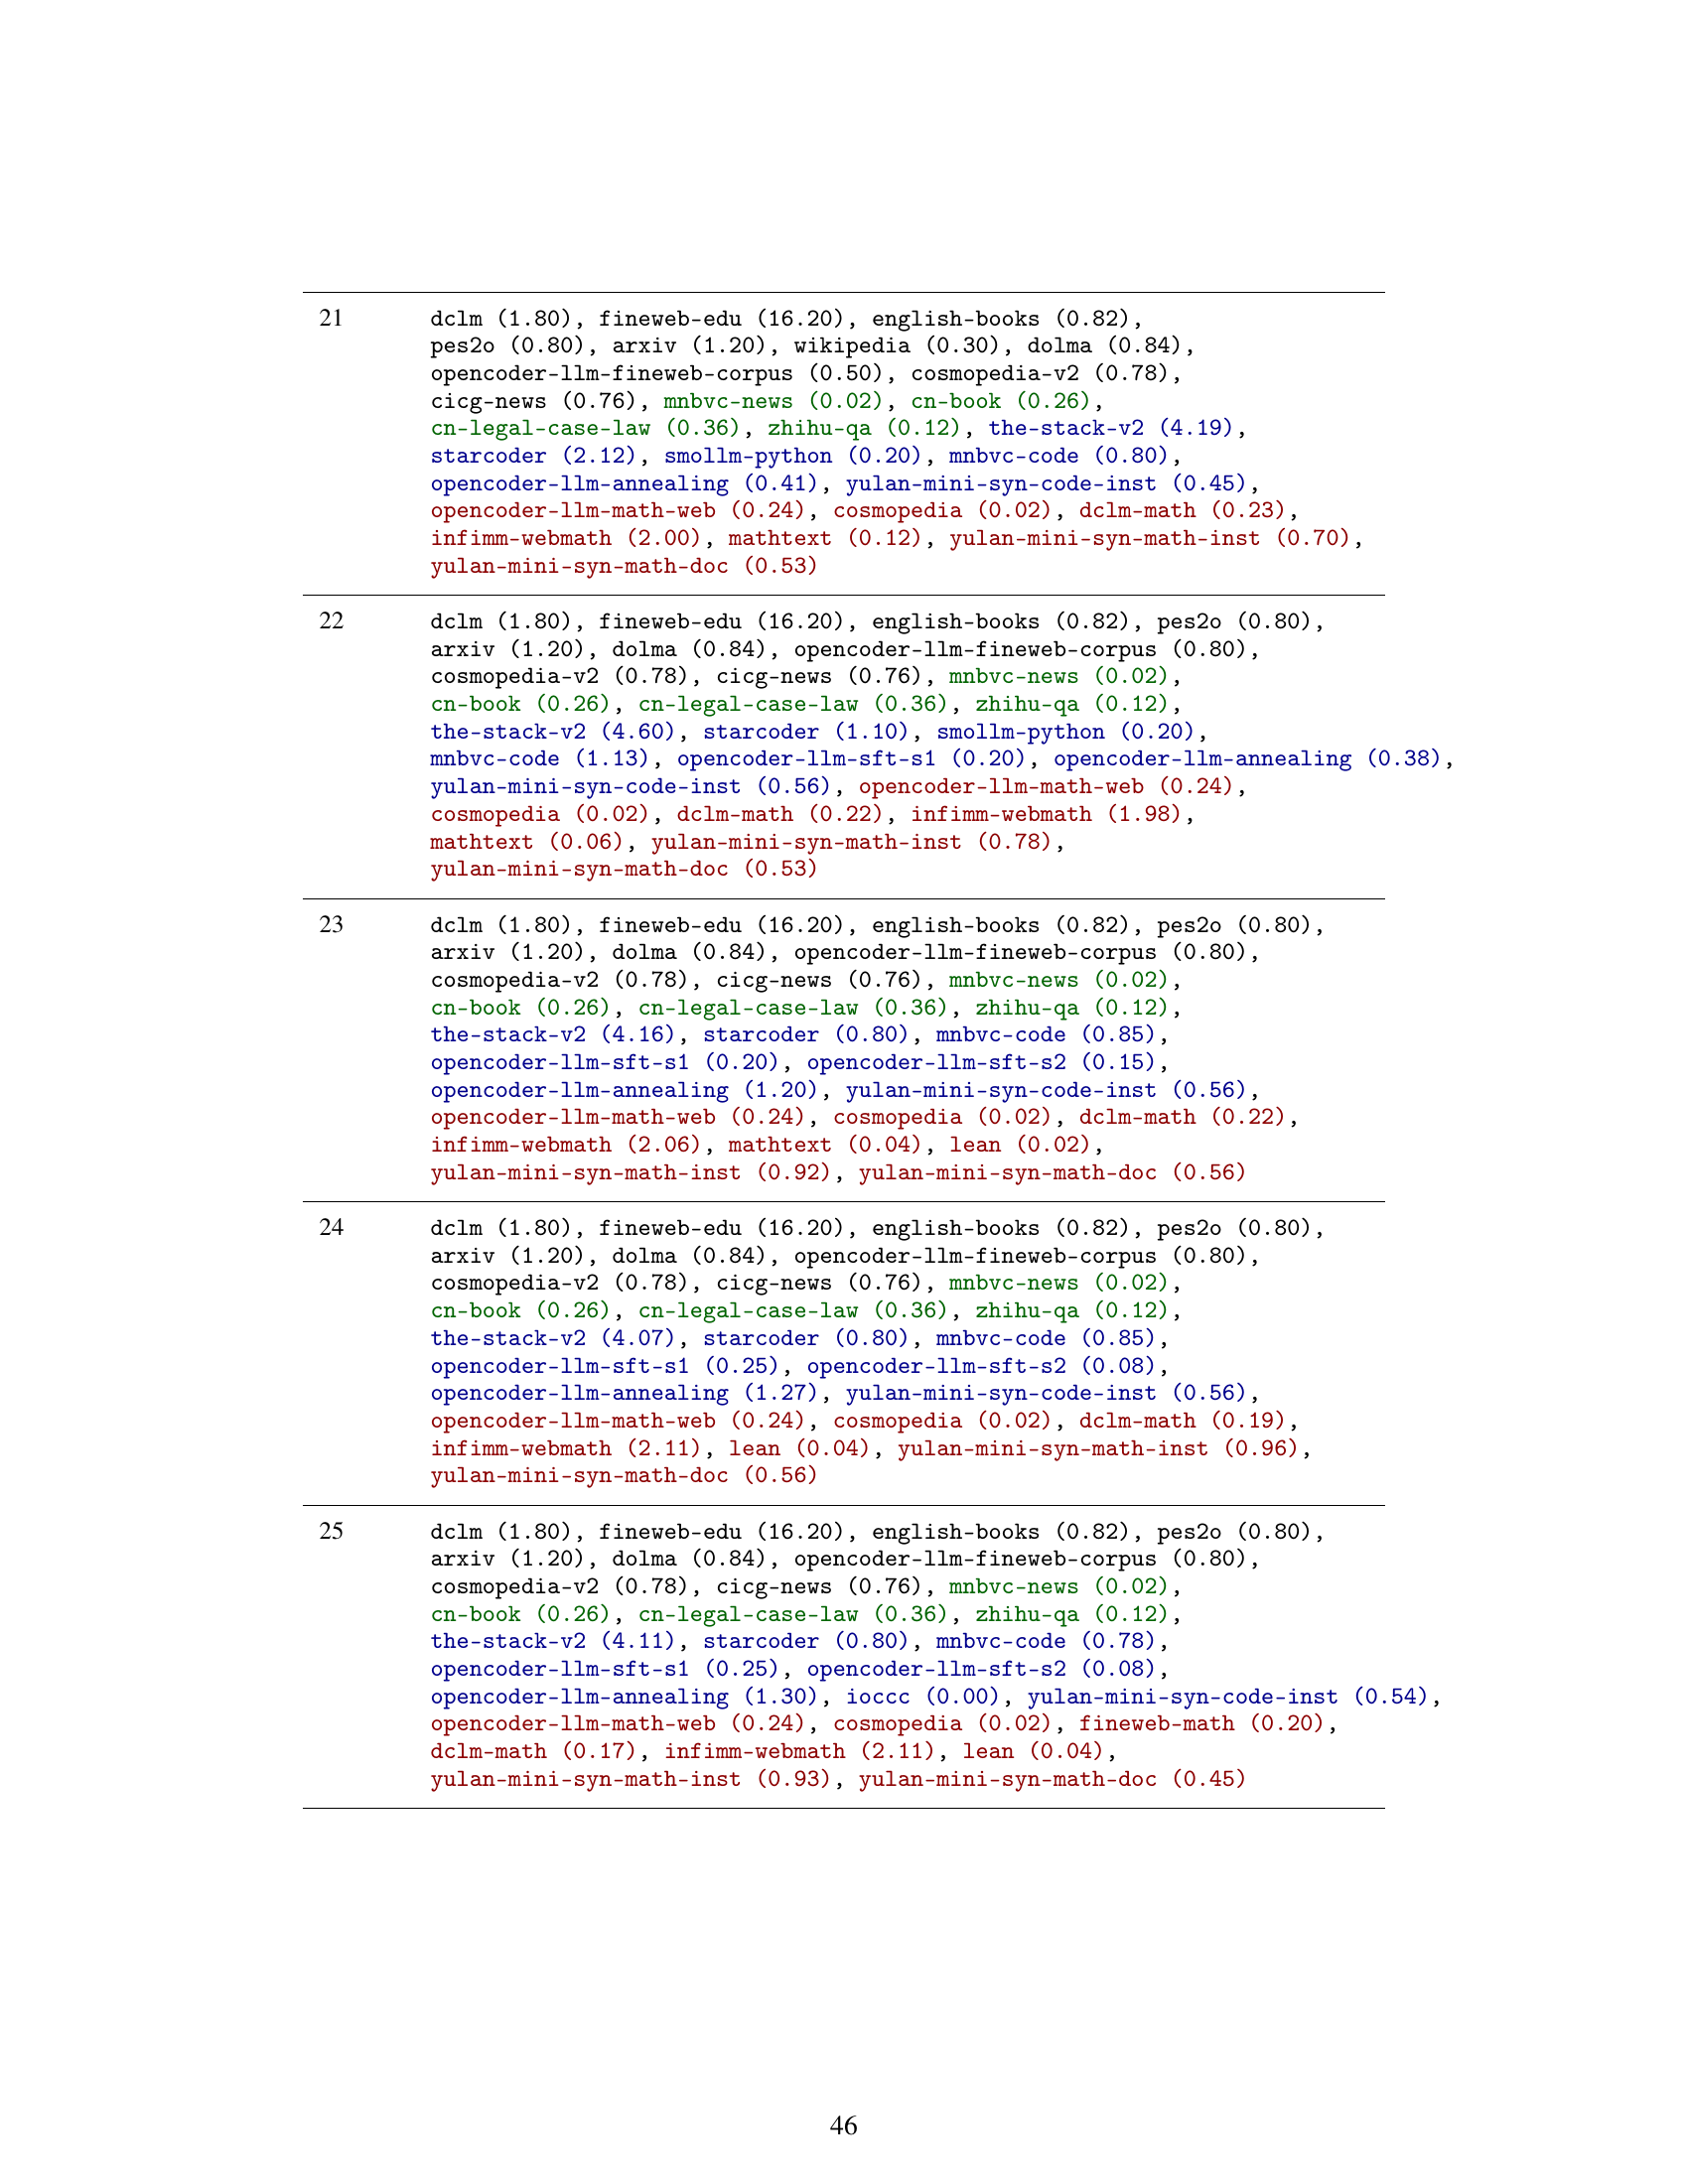 21 dclm (1.80), fineweb-edu (16.20), english-books (0.82),
pes2o (0.80), arxiv (1.20), wikipedia (0.30), dolma (0.84),
opencoder-llm-fineweb-corpus (0.50), cosmopedia-v2 (0.78),
cicg-news (0.76), mnbvc-news (0.02), cn-book (0.26),
cn-legal-case-law (0.36), zhihu-qa (0.12), the-stack-v2 (4.19),
starcoder (2.12), smollm-python (0.20), mnbvc-code (0.80),
opencoder-llm-annealing (0.41), yulan-mini-syn-code-inst (0.45),
opencoder-llm-math-web (0.24), cosmopedia (0.02), dclm-math (0.23),
infimm-webmath (2.00), mathtext (0.12), yulan-mini-syn-math-inst (0.70),
yulan-mini-syn-math-doc (0.53)
22 dclm (1.80), fineweb-edu (16.20), english-books (0.82), pes2o (0.80),
arxiv (1.20), dolma (0.84), opencoder-llm-fineweb-corpus (0.80),
cosmopedia-v2 (0.78), cicg-news (0.76), mnbvc-news (0.02),
cn-book (0.26), cn-legal-case-law (0.36), zhihu-qa (0.12),
the-stack-v2 (4.60), starcoder (1.10), smollm-python (0.20),
mnbvc-code (1.13), opencoder-llm-sft-s1 (0.20), opencoder-llm-annealing (0.38),
yulan-mini-syn-code-inst (0.56), opencoder-llm-math-web (0.24),
cosmopedia (0.02), dclm-math (0.22), infimm-webmath (1.98),
mathtext (0.06), yulan-mini-syn-math-inst (0.78),
yulan-mini-syn-math-doc (0.53)
23 dclm (1.80), fineweb-edu (16.20), english-books (0.82), pes2o (0.80),
arxiv (1.20), dolma (0.84), opencoder-llm-fineweb-corpus (0.80),
cosmopedia-v2 (0.78), cicg-news (0.76), mnbvc-news (0.02),
cn-book (0.26), cn-legal-case-law (0.36), zhihu-qa (0.12),
the-stack-v2 (4.16), starcoder (0.80), mnbvc-code (0.85),
opencoder-llm-sft-s1 (0.20), opencoder-llm-sft-s2 (0.15),
opencoder-llm-annealing (1.20), yulan-mini-syn-code-inst (0.56),
opencoder-llm-math-web (0.24), cosmopedia (0.02), dclm-math (0.22),
infimm-webmath (2.06), mathtext (0.04), lean (0.02),
yulan-mini-syn-math-inst (0.92), yulan-mini-syn-math-doc (0.56)
24 dclm (1.80), fineweb-edu (16.20), english-books (0.82), pes2o (0.80),
arxiv (1.20), dolma (0.84), opencoder-llm-fineweb-corpus (0.80),
cosmopedia-v2 (0.78), cicg-news (0.76), mnbvc-news (0.02),
cn-book (0.26), cn-legal-case-law (0.36), zhihu-qa (0.12),
the-stack-v2 (4.07), starcoder (0.80), mnbvc-code (0.85),
opencoder-llm-sft-s1 (0.25), opencoder-llm-sft-s2 (0.08),
opencoder-llm-annealing (1.27), yulan-mini-syn-code-inst (0.56),
opencoder-llm-math-web (0.24), cosmopedia (0.02), dclm-math (0.19),
infimm-webmath (2.11), lean (0.04), yulan-mini-syn-math-inst (0.96),
yulan-mini-syn-math-doc (0.56)
25 dclm (1.80), fineweb-edu (16.20), english-books (0.82), pes2o (0.80),
arxiv (1.20), dolma (0.84), opencoder-llm-fineweb-corpus (0.80),
cosmopedia-v2 (0.78), cicg-news (0.76), mnbvc-news (0.02),
cn-book (0.26), cn-legal-case-law (0.36), zhihu-qa (0.12),
the-stack-v2 (4.11), starcoder (0.80), mnbvc-code (0.78),
opencoder-llm-sft-s1 (0.25), opencoder-llm-sft-s2 (0.08),
opencoder-llm-annealing (1.30), ioccc (0.00), yulan-mini-syn-code-inst (0.54),
opencoder-llm-math-web (0.24), cosmopedia (0.02), fineweb-math (0.20),
dclm-math (0.17), infimm-webmath (2.11), lean (0.04),
yulan-mini-syn-math-inst (0.93), yulan-mini-syn-math-doc (0.45)
46